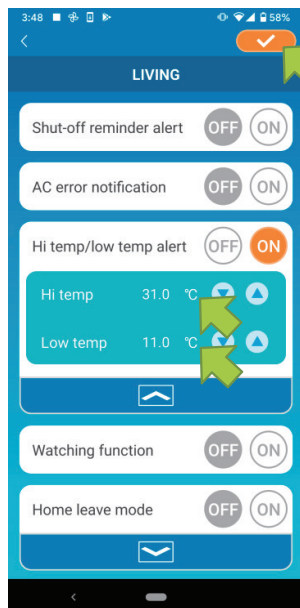 3:48 58%
LIVING
Shut-off reminder alert OFF ON
AC error notification OFF ON
Hi temp/low temp alert OFF ON
Hi temp 31.0 ℃
Low temp 11.0 ℃
Watching function OFF ON
Home leave mode OFF ON